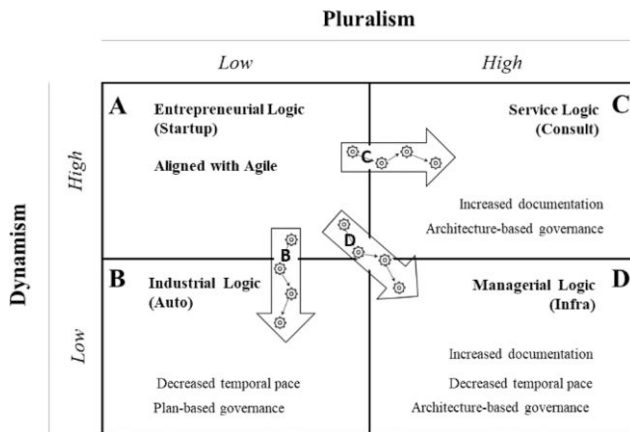 Pluralism
Low
High
Dynamism
High
Low
A
Entrepreneurial Logic
(Startup)
Aligned with Agile
C
Service Logic
(Consult)
Increased documentation
Architecture-based governance
C
B
D
B
Industrial Logic
(Auto)
Decreased temporal pace
Plan-based governance
D
Managerial Logic
(Infra)
Increased documentation
Decreased temporal pace
Architecture-based governance